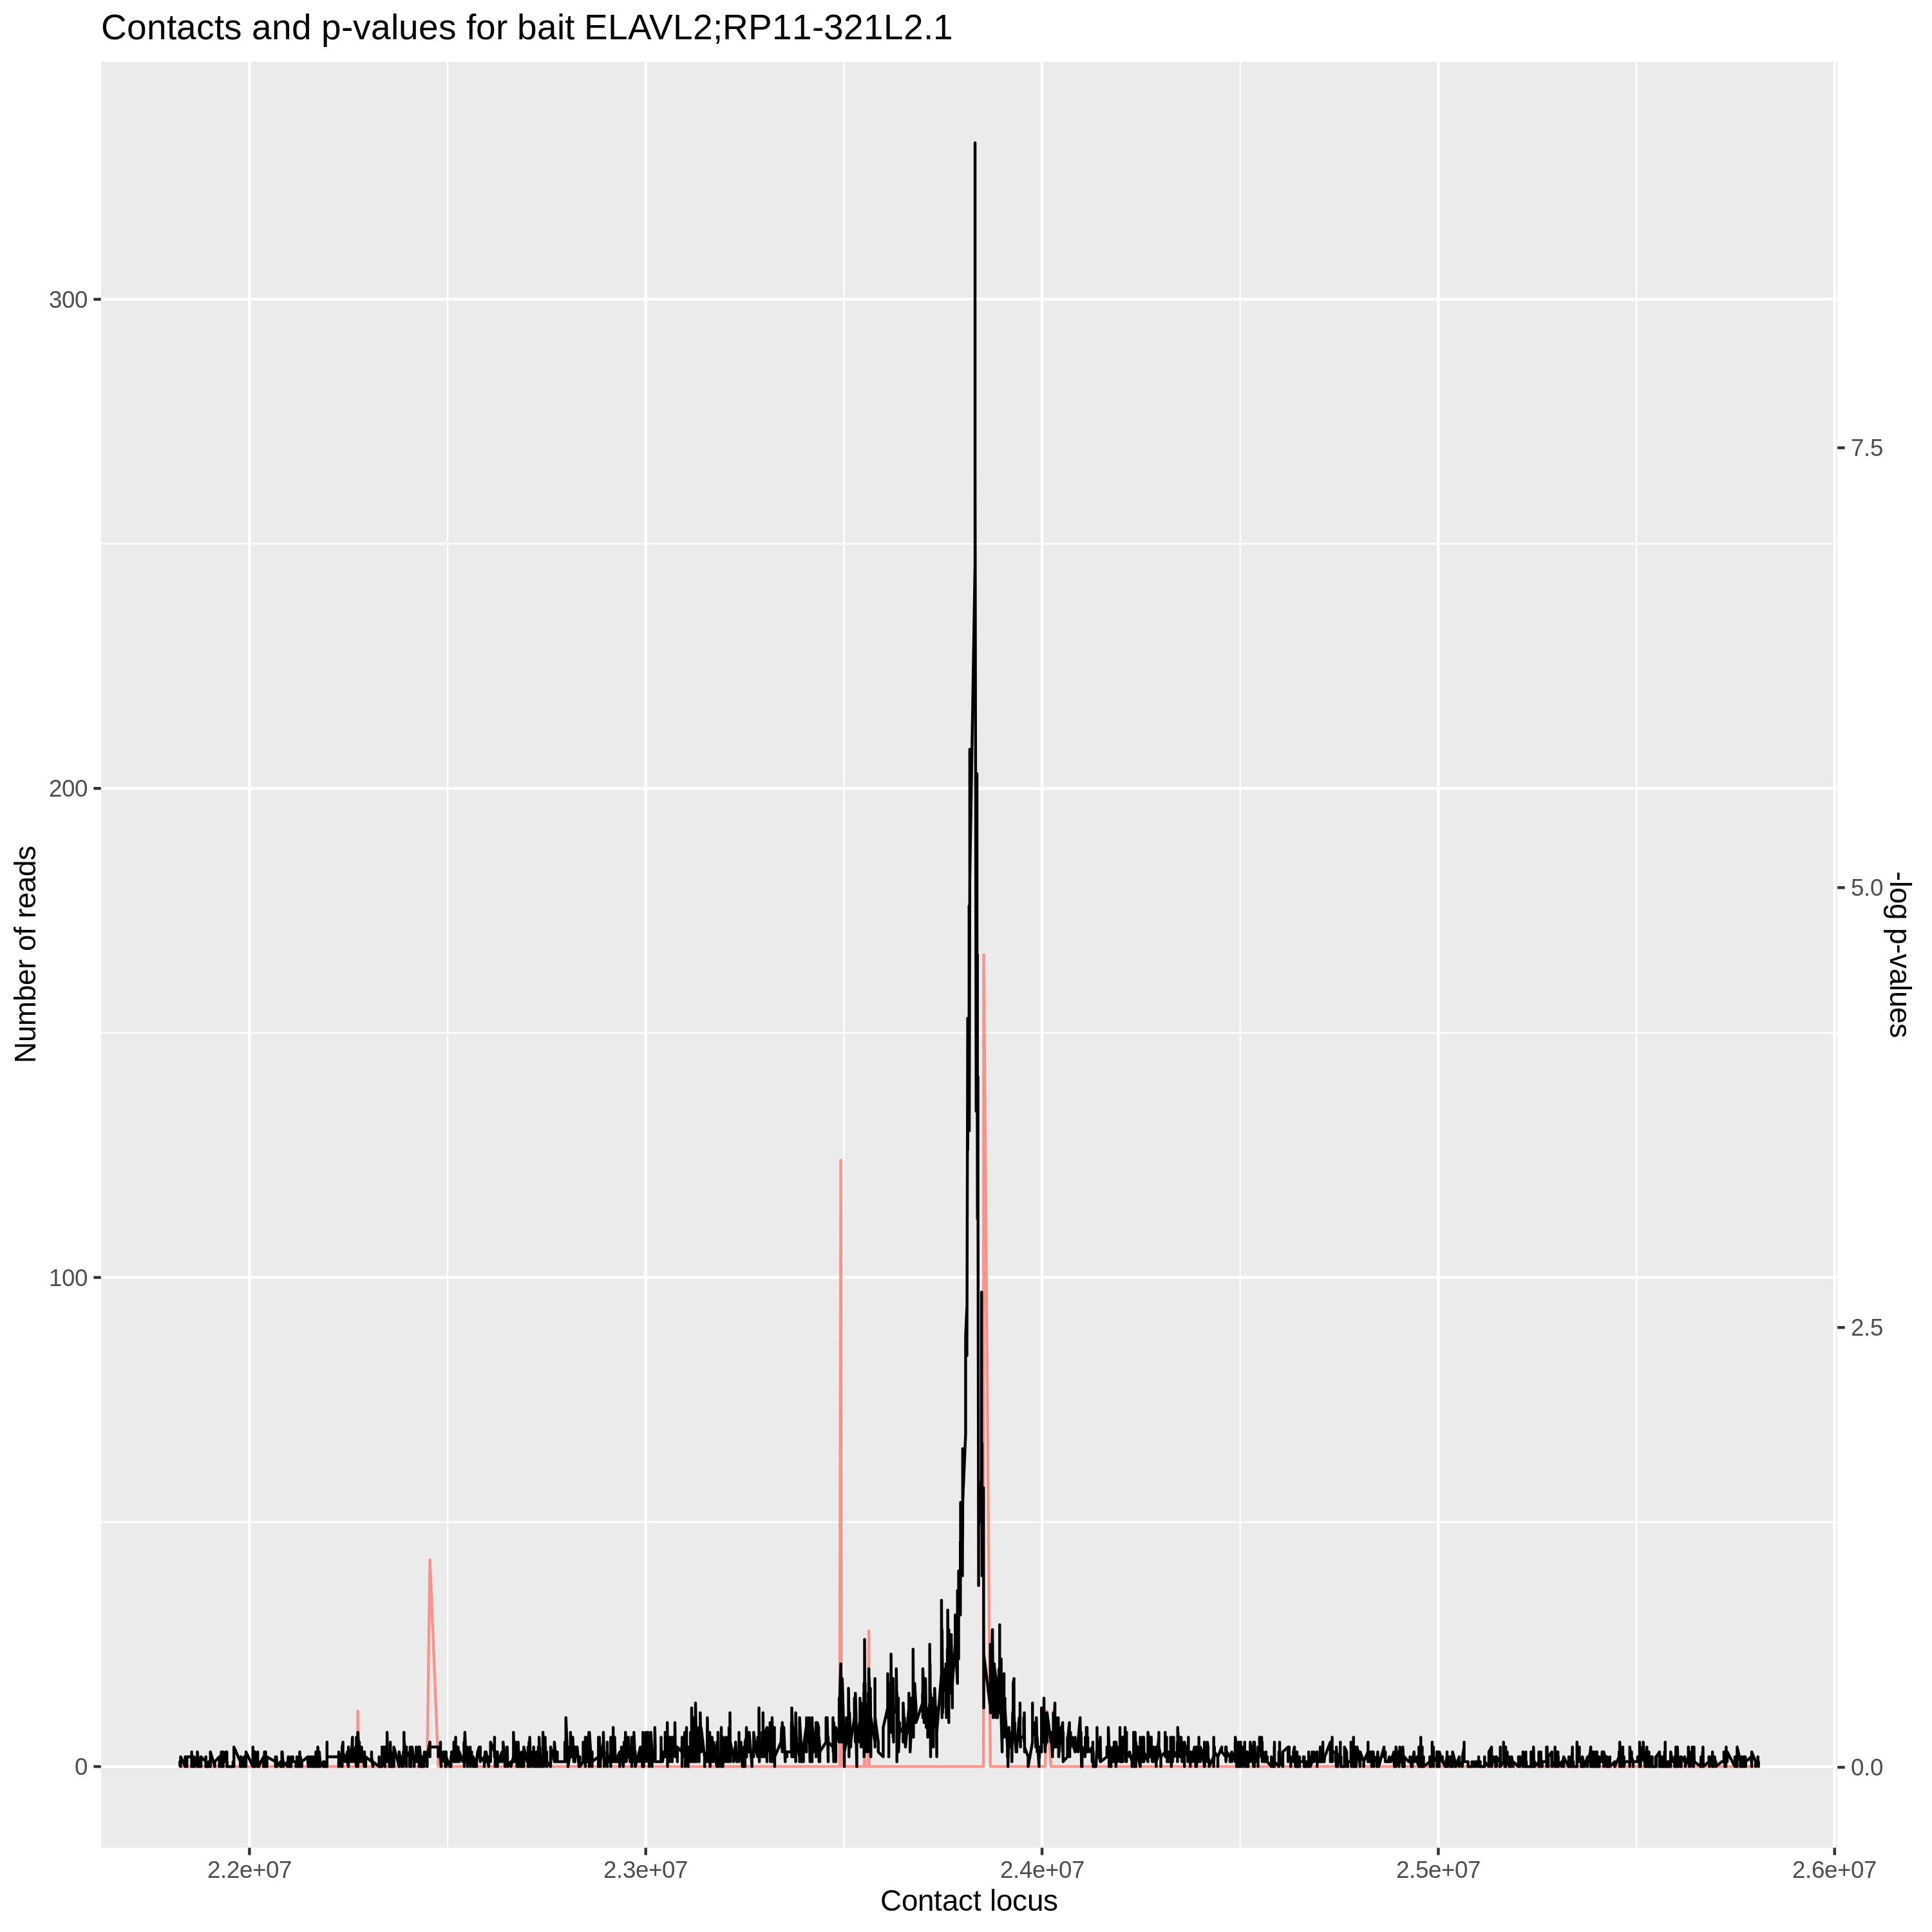 Contacts and p-values for bait ELAVL2;RP11-321L2.1
300
200
100
0
Number of reads
7.5
5.0
2.5
0.0
-log p-values
2.2e+07
2.3e+07
2.4e+07
2.5e+07
2.6e+07
Contact locus